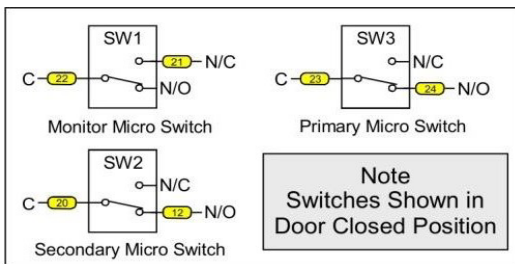 SW1
21 N/C
C 22
N/O
Monitor Micro Switch
SW3
N/C
C 23
24 N/O
Primary Micro Switch
SW2
N/C
C 20
12 N/O
Secondary Micro Switch
Note
Switches Shown in
Door Closed Position